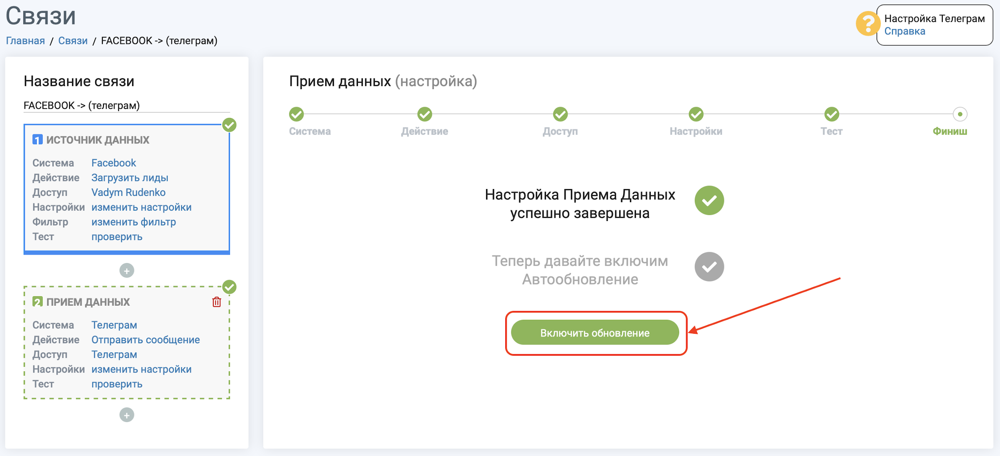 Связи
Главная / Связи / FACEBOOK -> (телеграм)
?
Настройка Телеграм
Справка
Название связи
FACEBOOK -> (телеграм)
1 ИСТОЧНИК ДАННЫХ
Система Facebook
Действие Загрузить лиды
Доступ Vadym Rudenko
Настройки изменить настройки
Фильтр изменить фильтр
Тест проверить
+
2 ПРИЕМ ДАННЫХ
Система Телеграм
Действие Отправить сообщение
Доступ Телеграм
Настройки изменить настройки
Тест проверить
+
Прием данных (настройка)
Система Действие Доступ Настройки Тест Финиш
Настройка Приема Данных
успешно завершена
Теперь давайте включим
Автообновление
Включить обновление